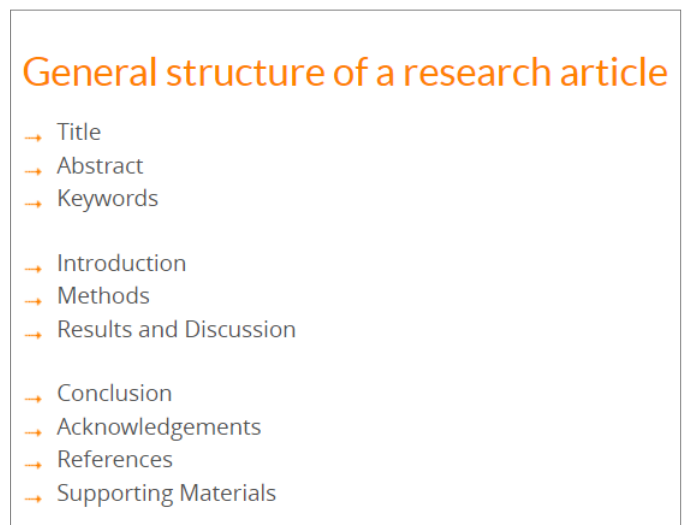 General structure of a research article
→ Title
→ Abstract
→ Keywords
→ Introduction
→ Methods
→ Results and Discussion
→ Conclusion
→ Acknowledgements
→ References
→ Supporting Materials